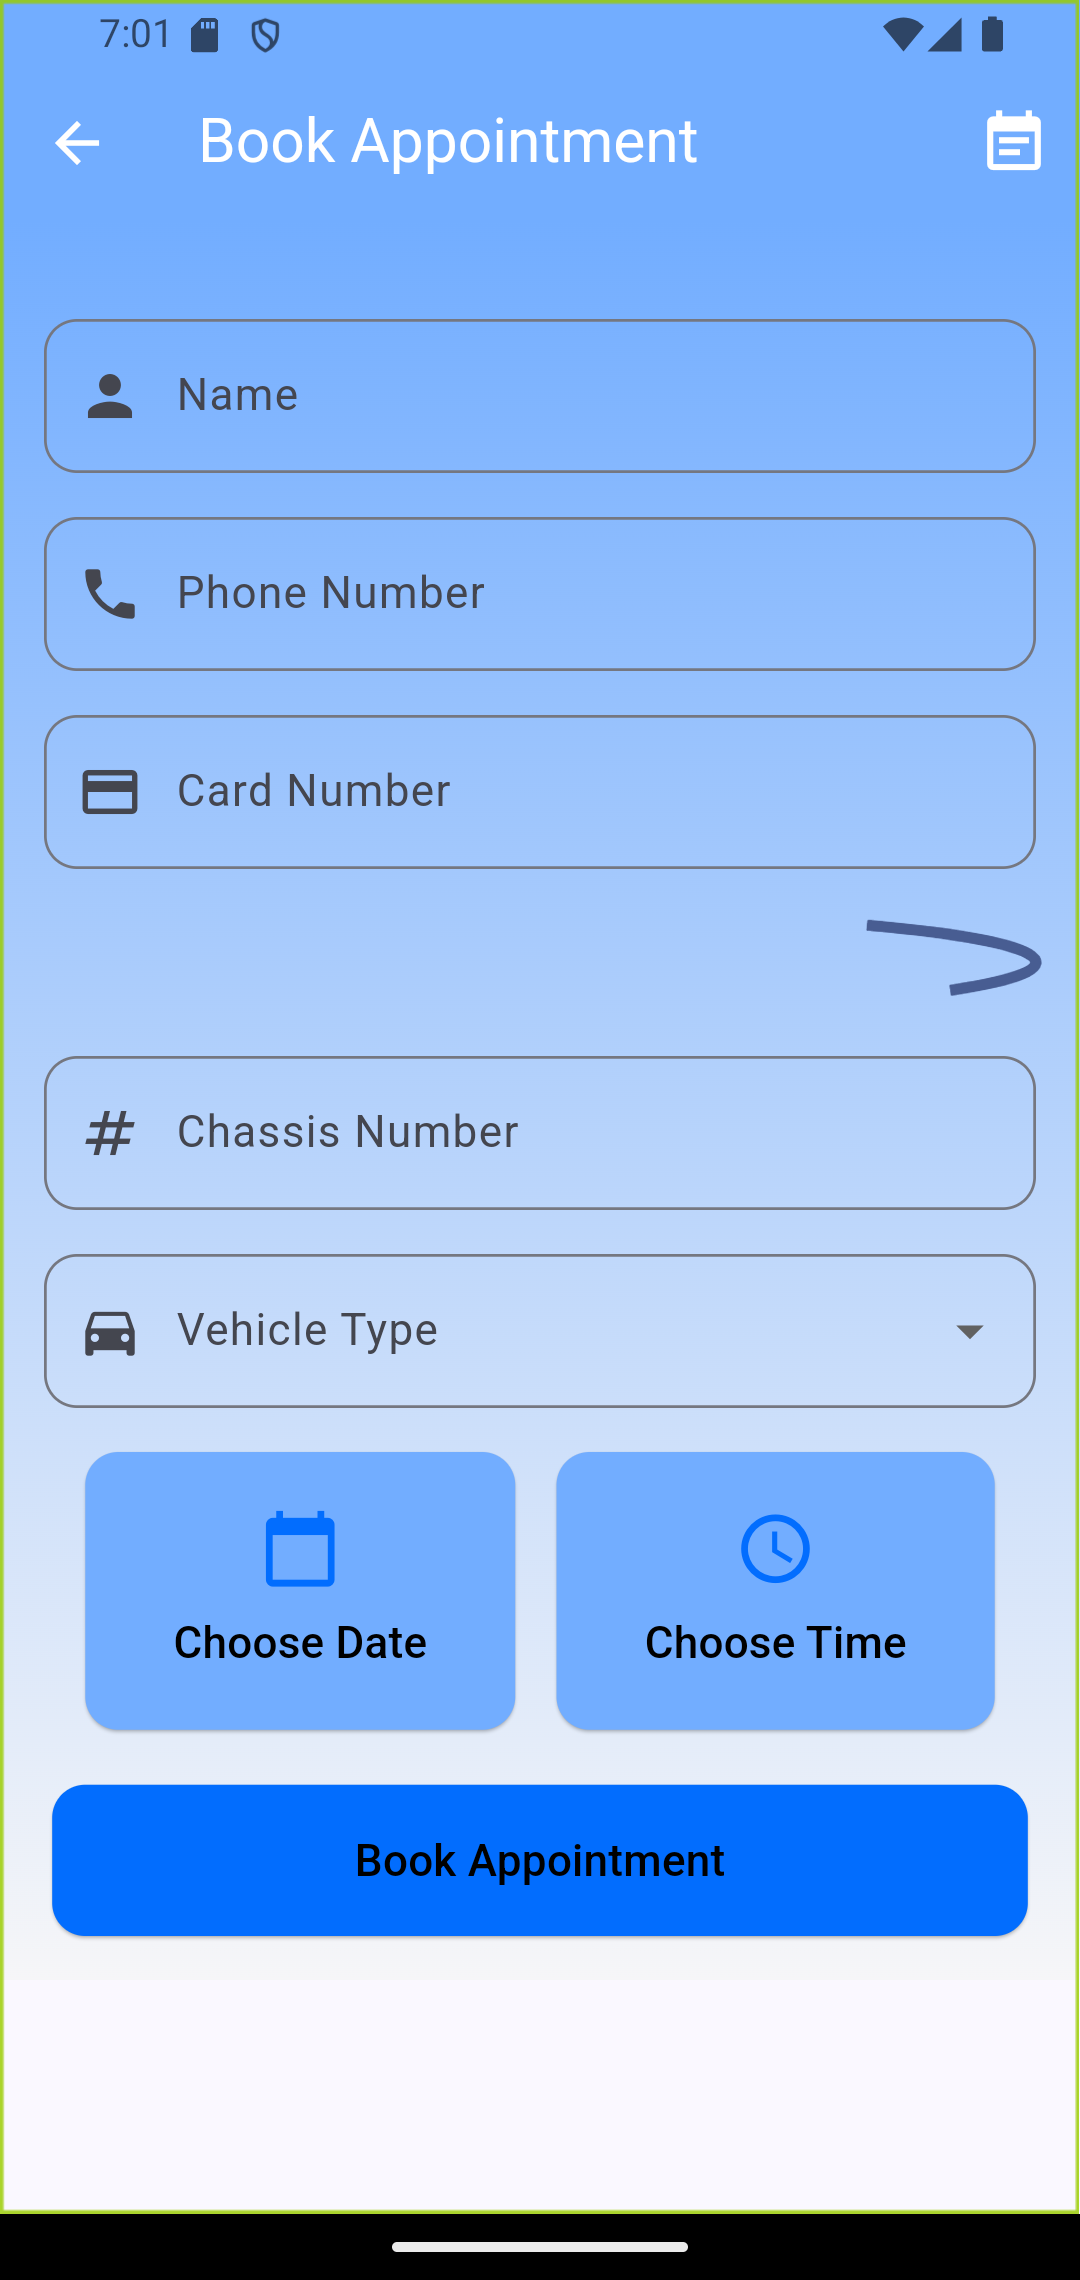 7:01
Book Appointment
Name
Phone Number
Card Number
Chassis Number
Vehicle Type
Choose Date
Choose Time
Book Appointment